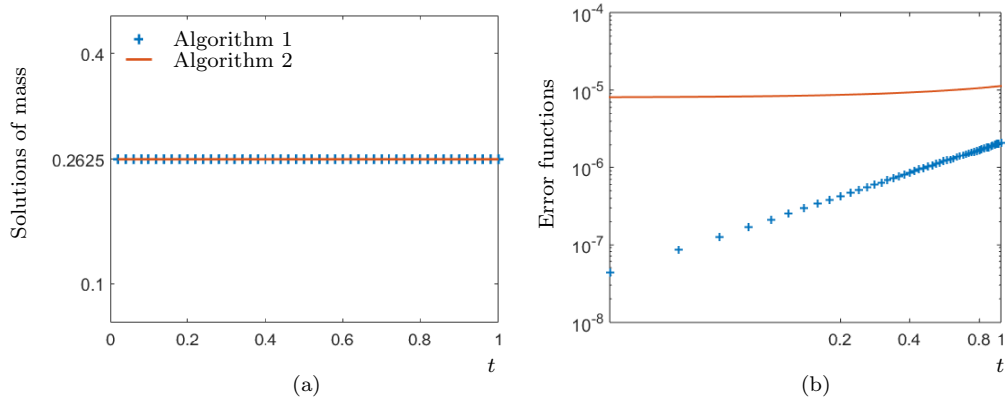 Solutions of mass
0.4
0.2625
0.1
Algorithm 1
Algorithm 2
0 0.2 0.4 0.6 0.8 1
t
(a)
Error functions
10^-4
10^-5
10^-6
10^-7
10^-8
0.2 0.4 0.8 1
t
(b)